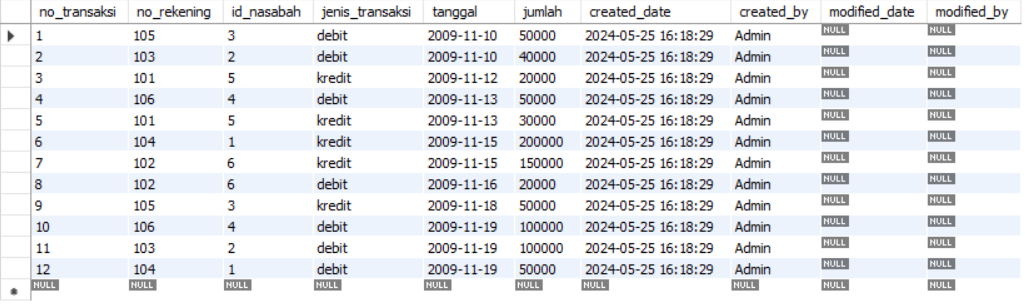 no_transaksi no_rekening id_nasabah jenis_transaksi tanggal jumlah created_date created_by modified_date modified_by
1 105 3 debit 2009-11-10 50000 2024-05-25 16:18:29 Admin NULL NULL
2 103 2 debit 2009-11-10 40000 2024-05-25 16:18:29 Admin NULL NULL
3 101 5 kredit 2009-11-12 20000 2024-05-25 16:18:29 Admin NULL NULL
4 106 4 debit 2009-11-13 50000 2024-05-25 16:18:29 Admin NULL NULL
5 101 5 kredit 2009-11-13 30000 2024-05-25 16:18:29 Admin NULL NULL
6 104 1 kredit 2009-11-15 200000 2024-05-25 16:18:29 Admin NULL NULL
7 102 6 kredit 2009-11-15 150000 2024-05-25 16:18:29 Admin NULL NULL
8 102 6 debit 2009-11-16 20000 2024-05-25 16:18:29 Admin NULL NULL
9 105 3 kredit 2009-11-18 50000 2024-05-25 16:18:29 Admin NULL NULL
10 106 4 debit 2009-11-19 100000 2024-05-25 16:18:29 Admin NULL NULL
11 103 2 debit 2009-11-19 100000 2024-05-25 16:18:29 Admin NULL NULL
12 104 1 debit 2009-11-19 50000 2024-05-25 16:18:29 Admin NULL NULL
NULL NULL NULL NULL NULL NULL NULL NULL NULL NULL